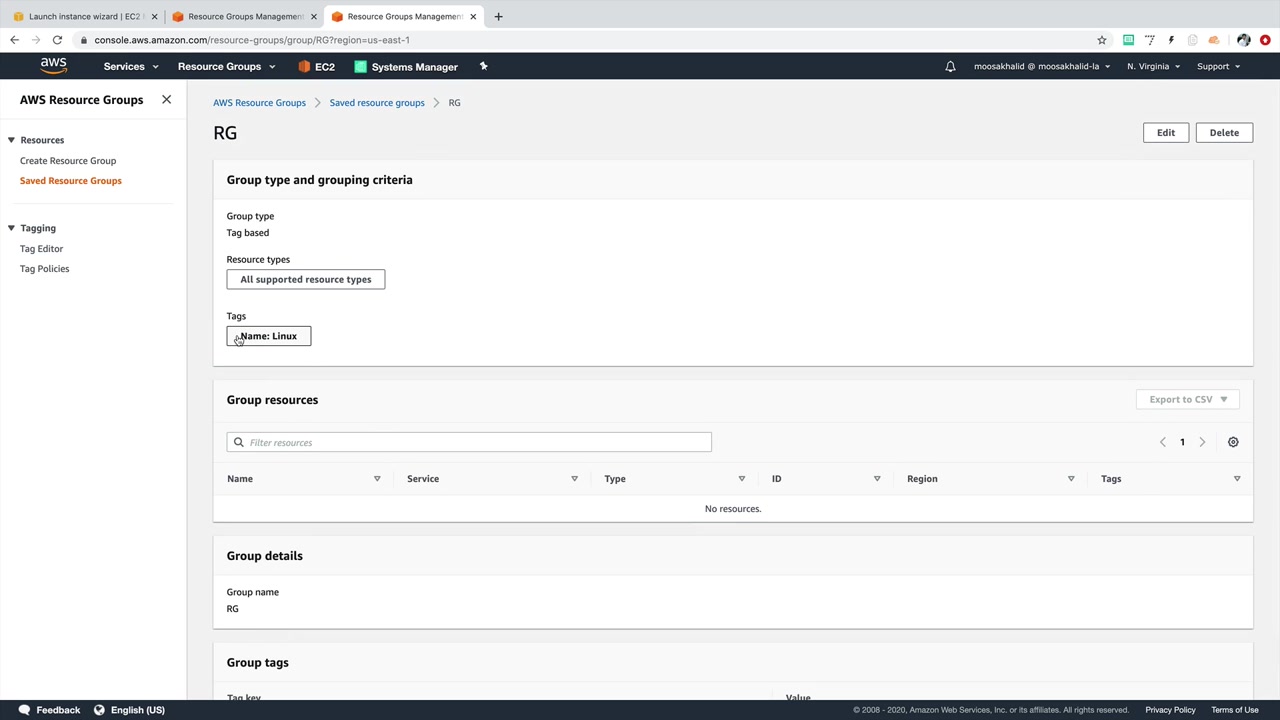 Launch instance wizard | EC2
Resource Groups Management
Resource Groups Management
console.aws.amazon.com/resource-groups/group/RG?region=us-east-1
aws
Services
Resource Groups
EC2
Systems Manager
moosakhalid @ moosakhalid-la
N. Virginia
Support
AWS Resource Groups
Resources
Create Resource Group
Saved Resource Groups
Tagging
Tag Editor
Tag Policies
AWS Resource Groups > Saved resource groups > RG
RG
Edit
Delete
Group type and grouping criteria
Group type
Tag based
Resource types
All supported resource types
Tags
Name: Linux
Group resources
Export to CSV
Filter resources
1
Name
Service
Type
ID
Region
Tags
No resources.
Group details
Group name
RG
Group tags
Tag key
Value
Feedback
English (US)
© 2008 - 2020, Amazon Web Services, Inc. or its affiliates. All rights reserved.
Privacy Policy
Terms of Use